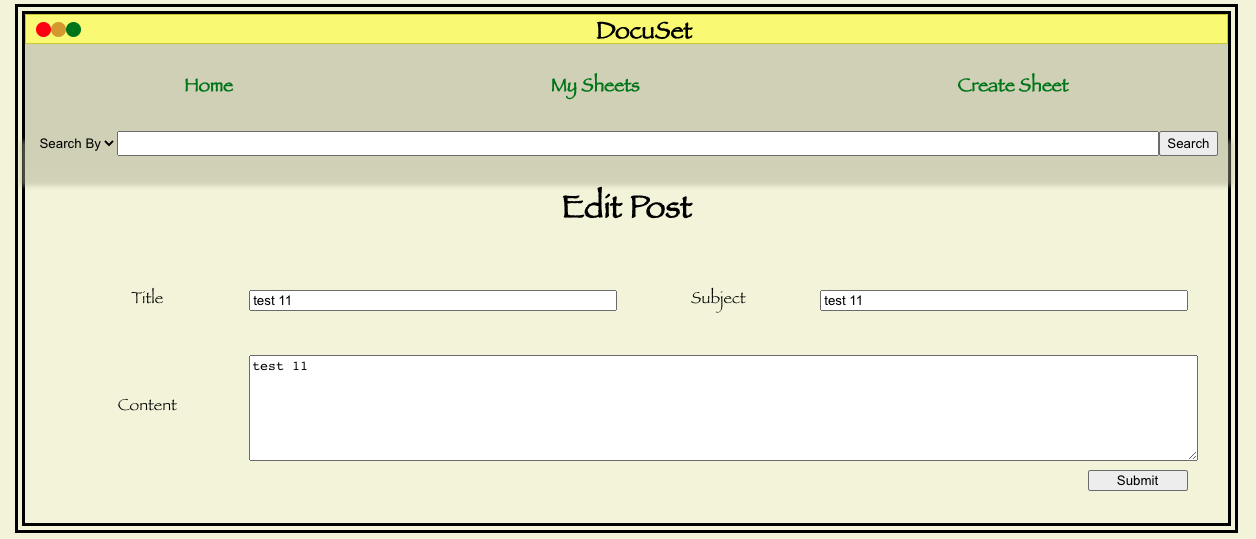 DocuSet
Home My Sheets Create Sheet
Search By Search
Edit Post
Title test 11 Subject test 11
test 11
Content
Submit